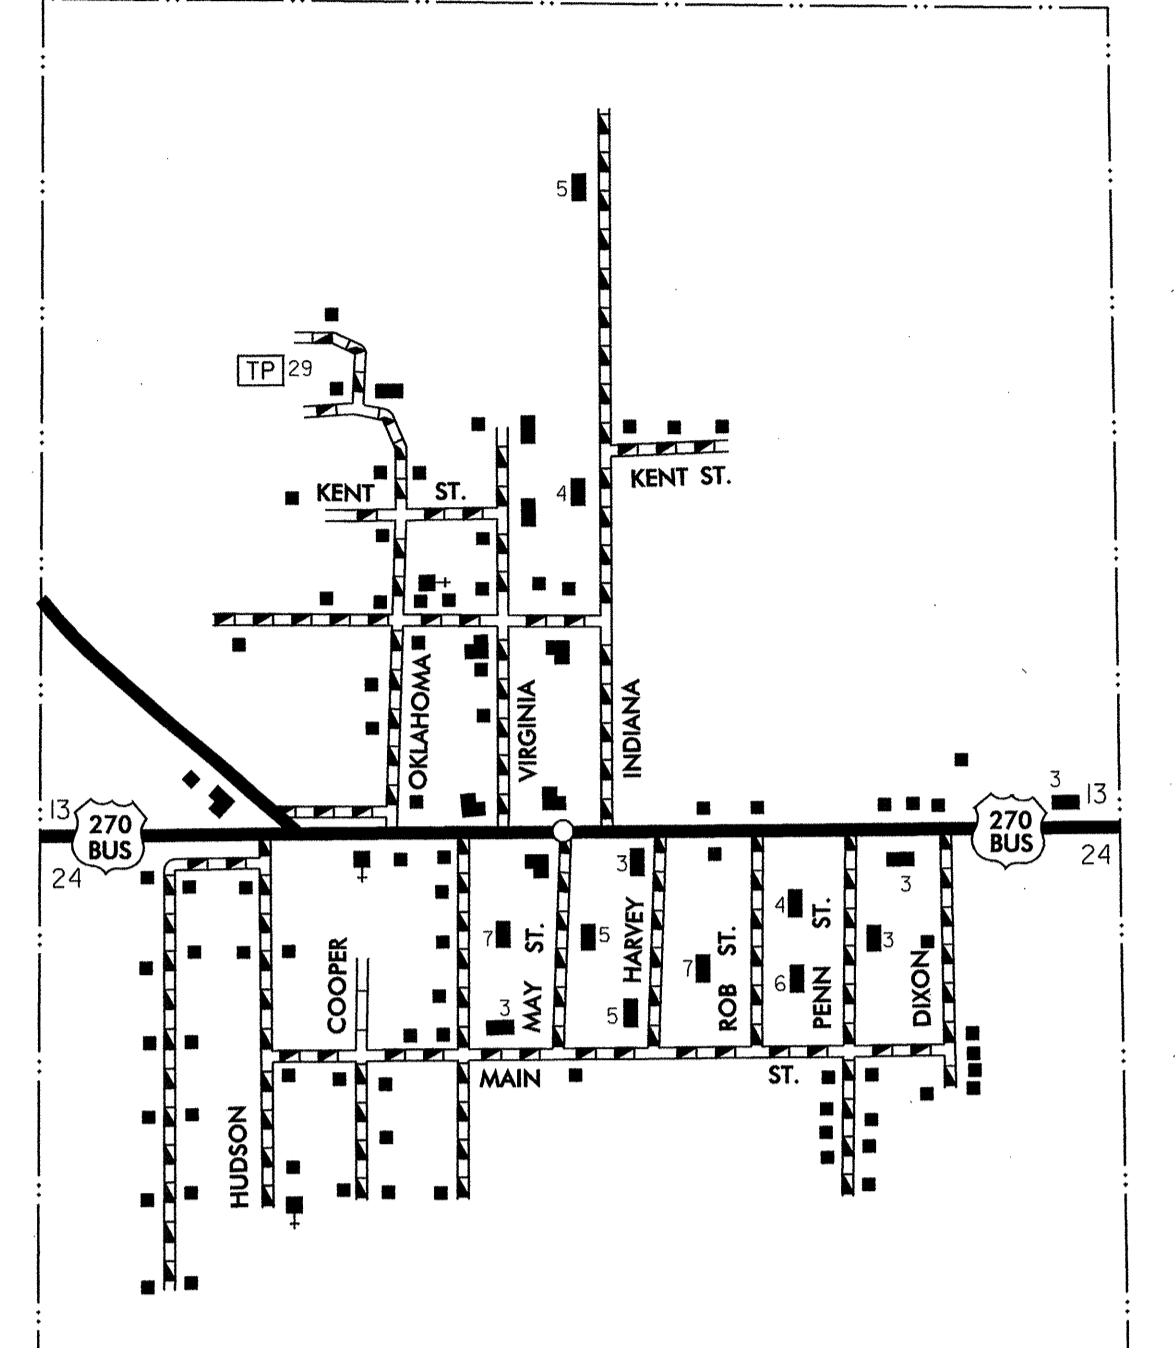 5
TP 29
KENT ST.
4
KENT ST.
OKLAHOMA
VIRGINIA
INDIANA
13
270
BUS
24
3
13
270
BUS
24
3
3
4
3
7
5
7
6
5
3
COOPER
MAY ST.
HARVEY
ROB ST.
PENN ST.
DIXON
MAIN ST.
HUDSON